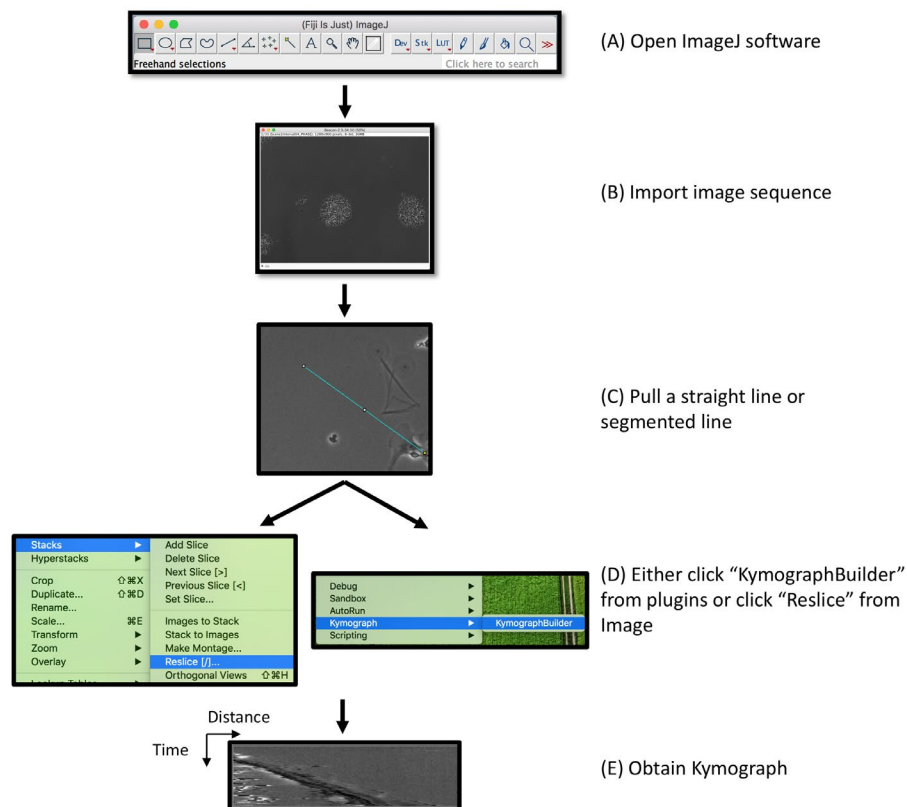 (Fiji Is Just) ImageJ
Dev Stk LUT
Freehand selections
Click here to search
(A) Open ImageJ software
(B) Import image sequence
(C) Pull a straight line or
segmented line
Stacks
Hyperstacks
Crop ⇧⌘X
Duplicate... ⇧⌘D
Rename...
Scale... ⌘E
Transform
Zoom
Overlay
Add Slice
Delete Slice
Next Slice [>]
Previous Slice [<]
Set Slice...
Images to Stack
Stack to Images
Make Montage...
Reslice [/]...
Orthogonal Views ⇧⌘H
Debug
Sandbox
AutoRun
Kymograph
Scripting
KymographBuilder
(D) Either click “KymographBuilder”
from plugins or click “Reslice” from
Image
Distance
Time
(E) Obtain Kymograph